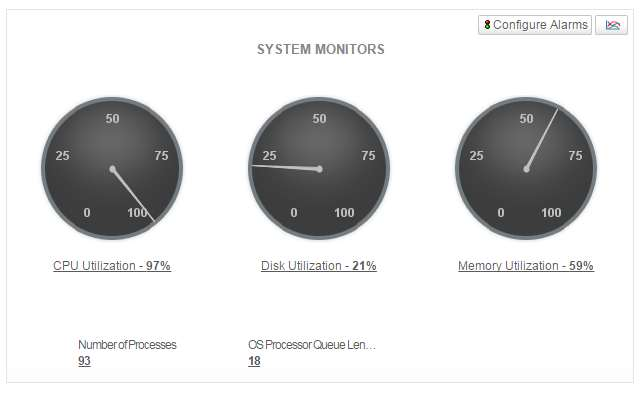 Configure Alarms
SYSTEM MONITORS
50
25 75
0 100
50
25 75
0 100
50
25 75
0 100
CPU Utilization - 97%
Disk Utilization - 21%
Memory Utilization - 59%
Number of Processes
93
OS Processor Queue Len...
18